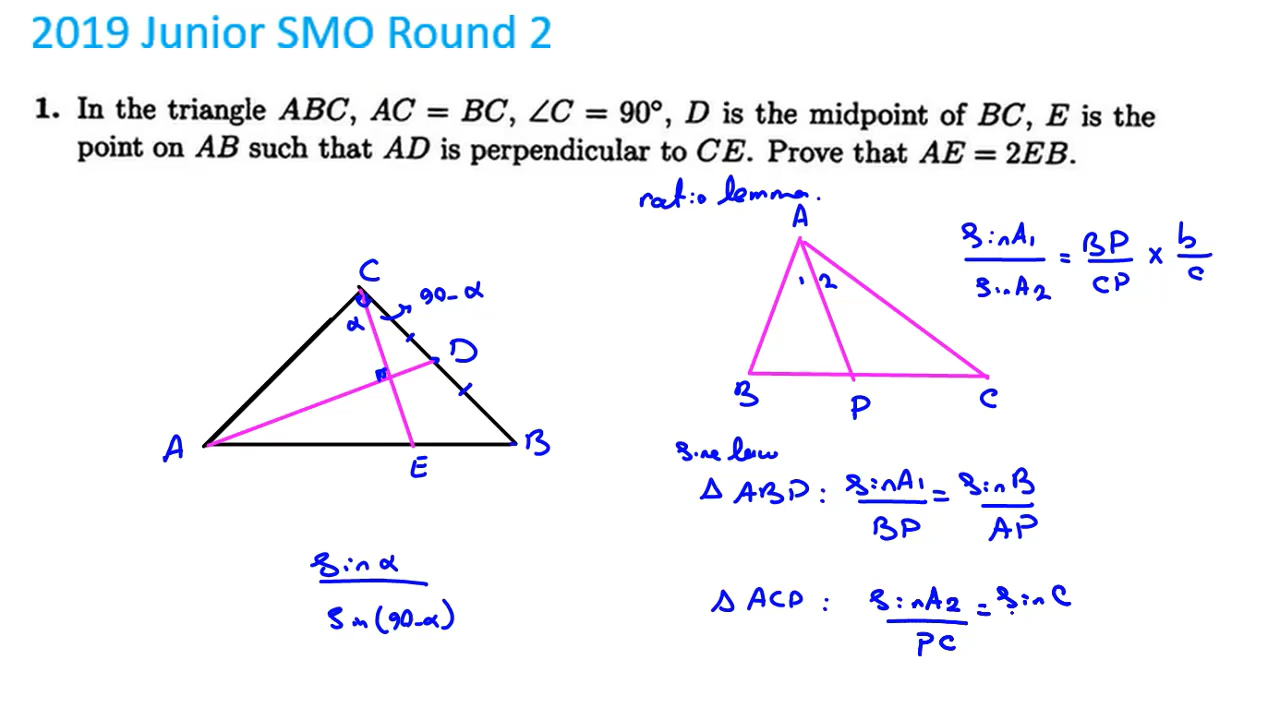 2019 Junior SMO Round 2
1. In the triangle ABC, AC = BC, ∠C = 90°, D is the midpoint of BC, E is the
point on AB such that AD is perpendicular to CE. Prove that AE = 2EB.
ratio lemma.
A
sinA1 / sinA2 = BP / CP × b / c
1 2
B
P
C
C
90-α
α
D
A
E
B
sine law
Δ ABP : sinA1 / BP = sinB / AP
sin α / sin(90-α)
Δ ACP : sinA2 / PC = sinC